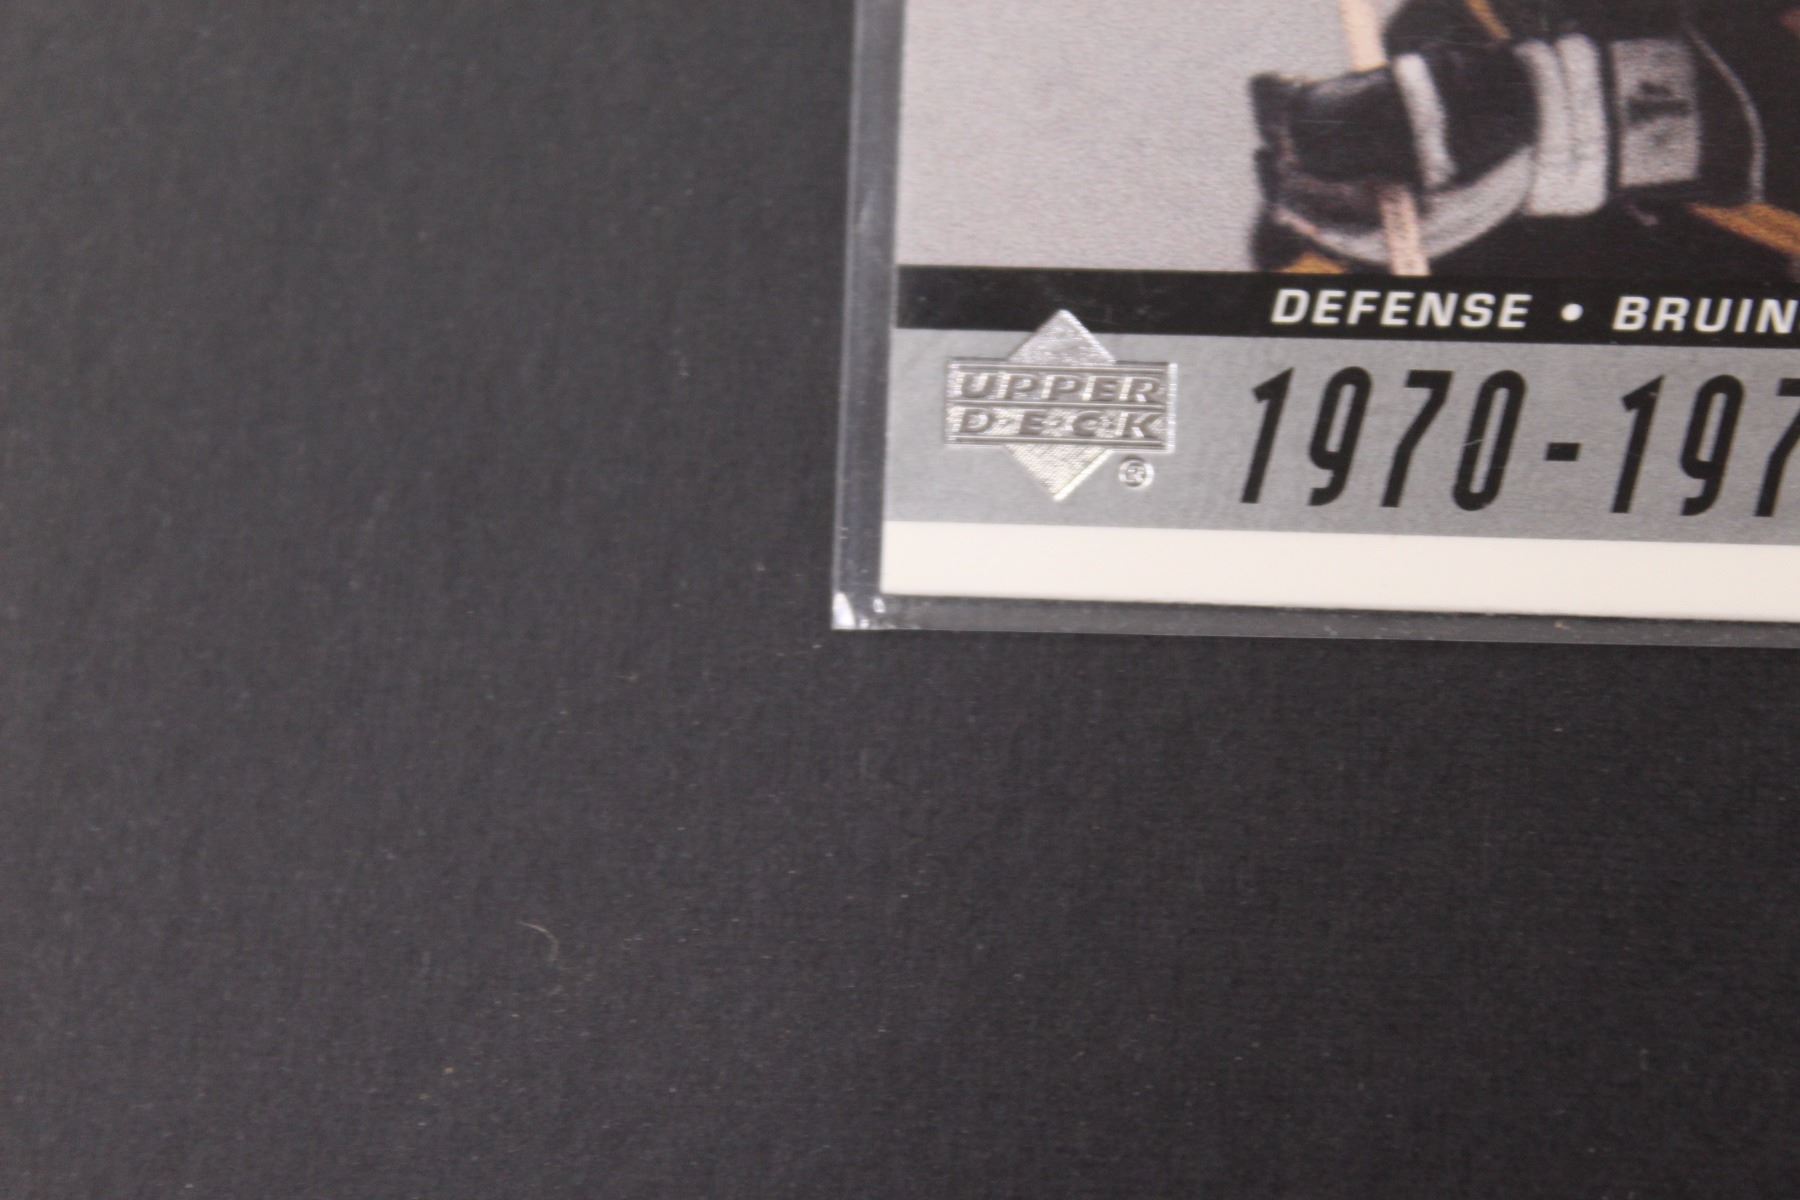 DEFENSE • BRUIN
UPPER
DECK
®
1970-197